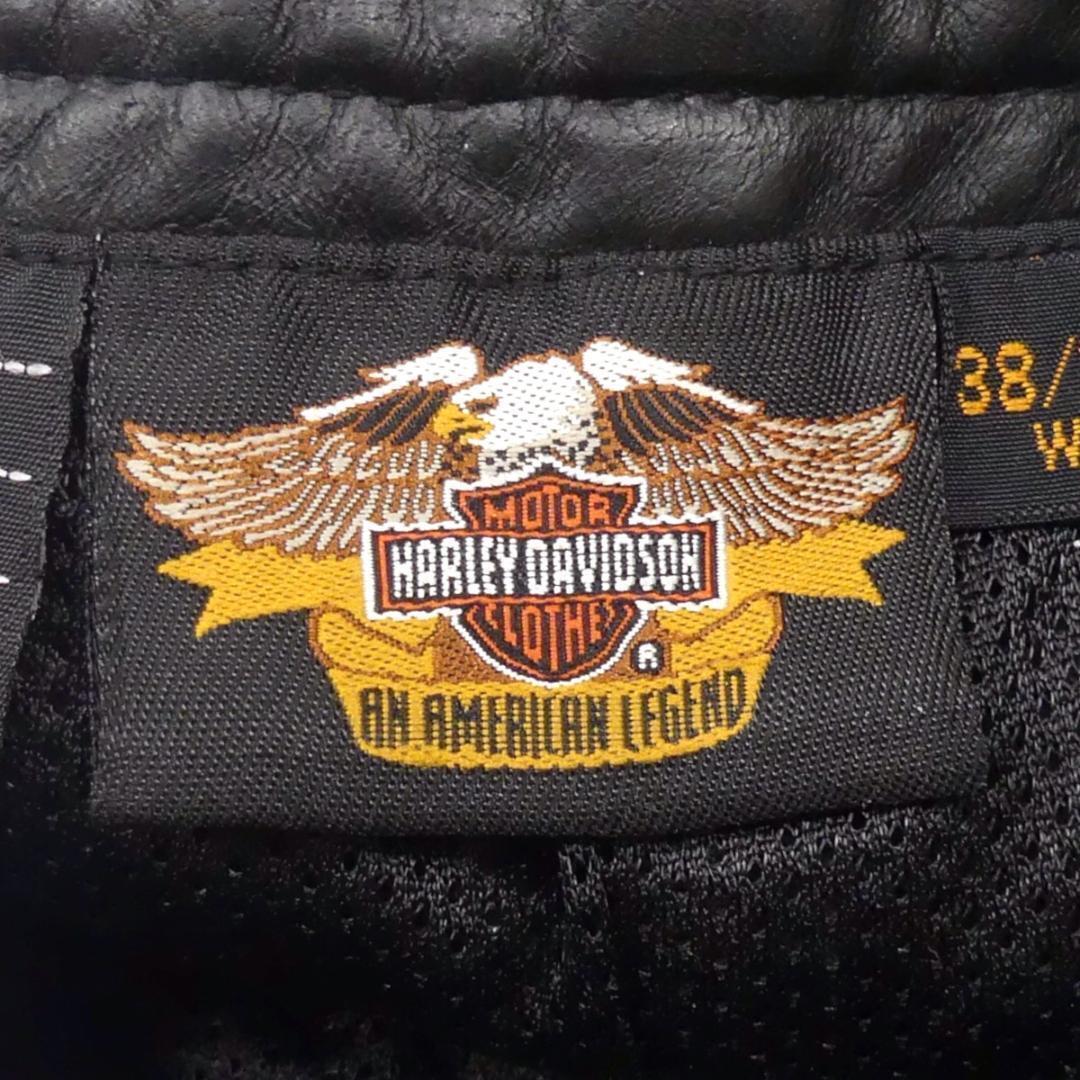 MOTOR
HARLEY-DAVIDSON
CLOTHES
®
AN AMERICAN LEGEND
38/
W